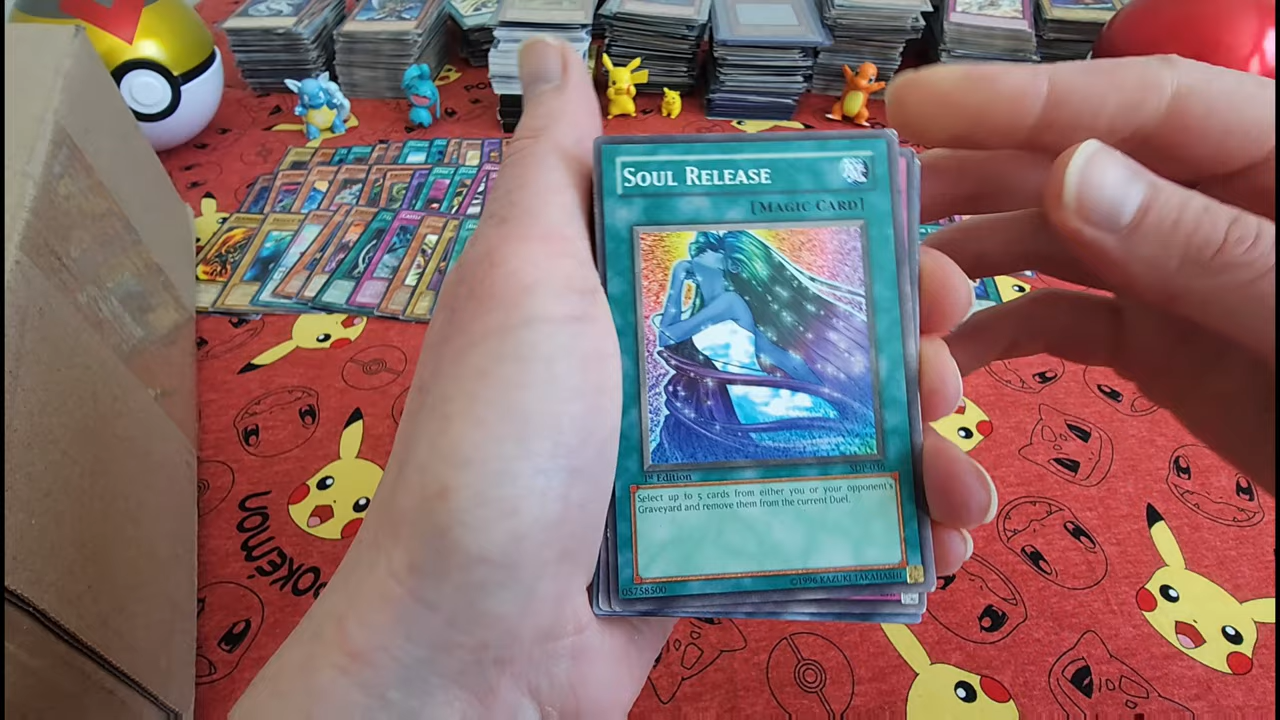 SOUL RELEASE
[MAGIC CARD]
1st Edition
SDP-036
Select up to 5 cards from either you or your opponent's
Graveyard and remove them from the current Duel.
05758500
©1996 KAZUKI TAKAHASHI
POKÉMON